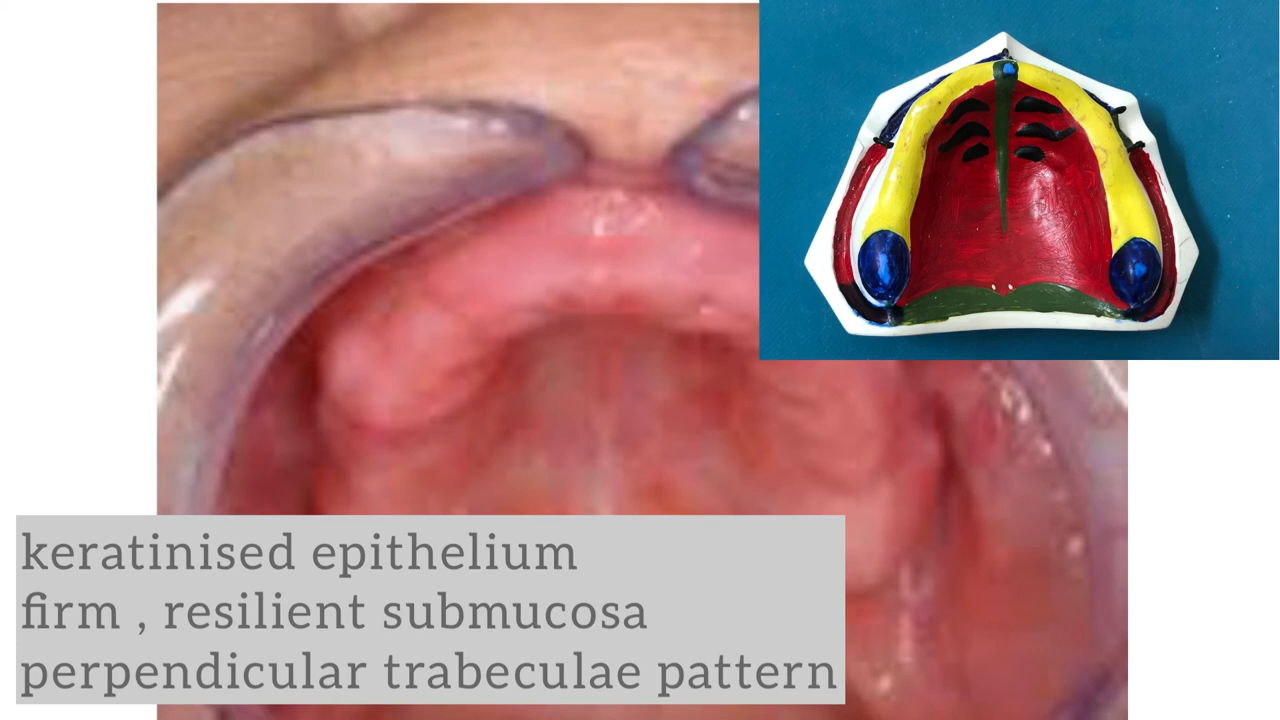 keratinised epithelium
firm , resilient submucosa
perpendicular trabeculae pattern